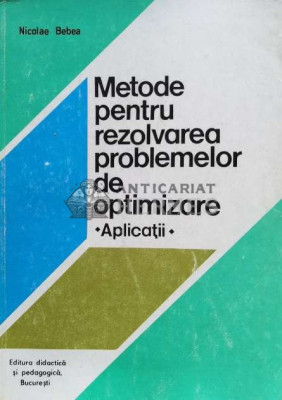 Nicolae Bebea
Metode
pentru
rezolvarea
problemelor
de
ANTICARIAT
optimizare
•Aplicaţii•
Editura didactică
şi pedagogică,
Bucureşti